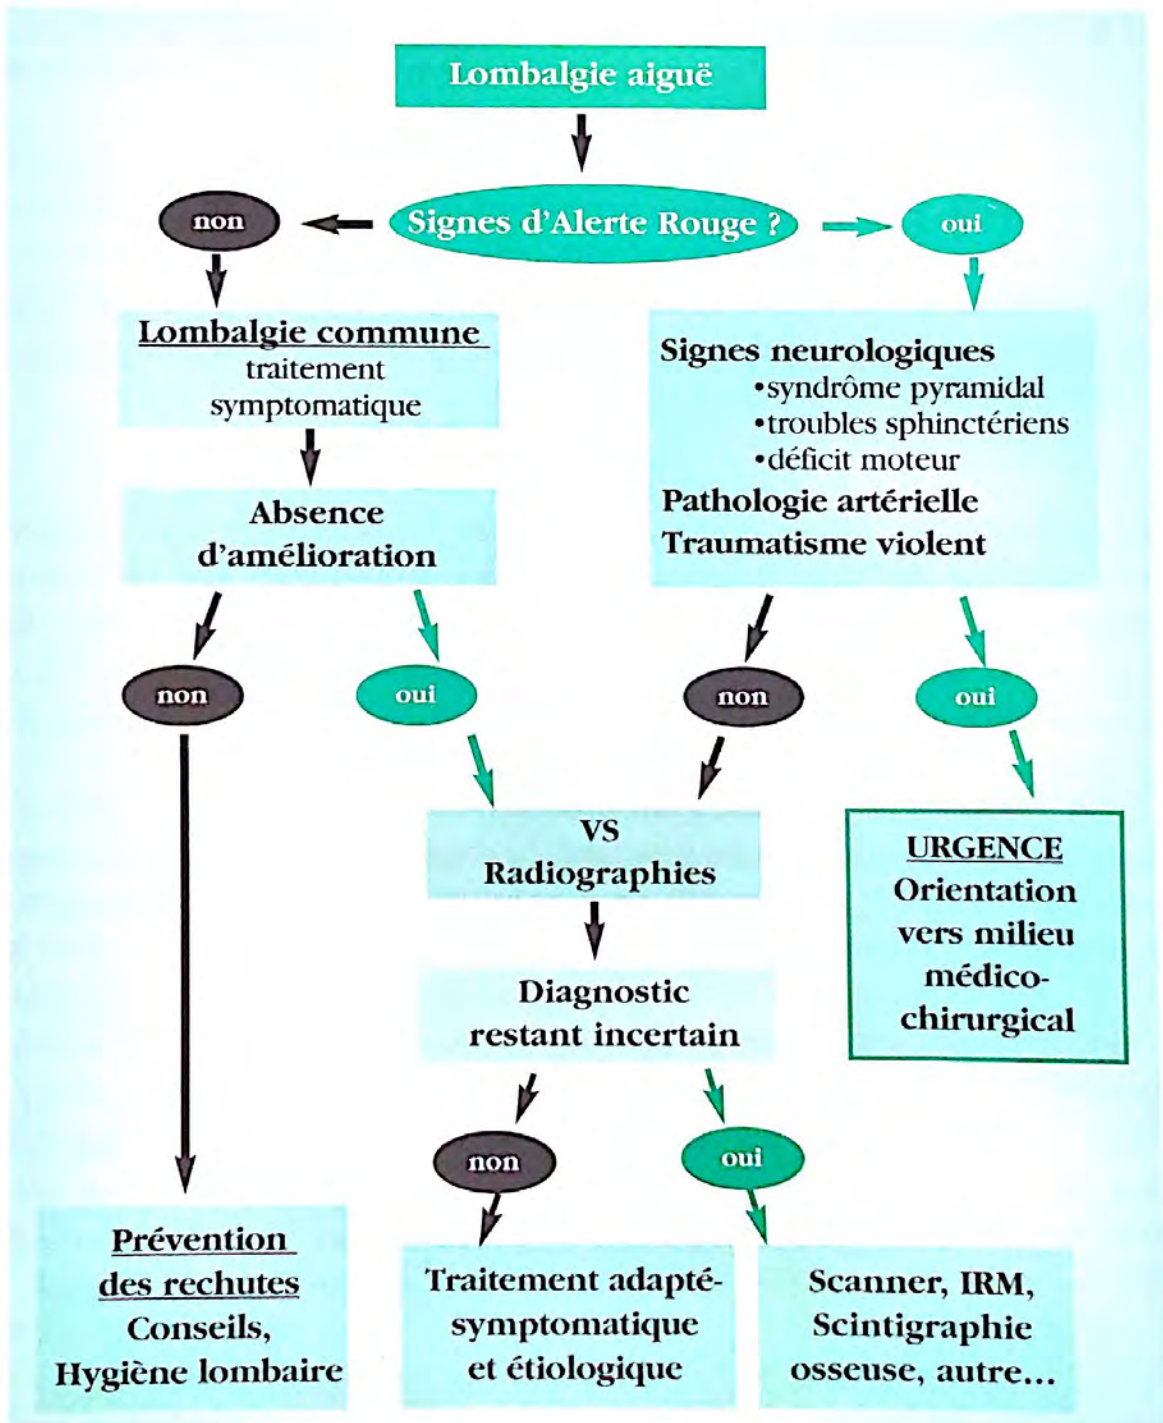 Lombalgie aiguë
non
Signes d'Alerte Rouge ?
oui
Lombalgie commune
traitement
symptomatique
Signes neurologiques
•syndrôme pyramidal
•troubles sphinctériens
•déficit moteur
Pathologie artérielle
Traumatisme violent
Absence
d'amélioration
non
oui
non
oui
VS
Radiographies
URGENCE
Orientation
vers milieu
médico-
chirurgical
Diagnostic
restant incertain
non
oui
Prévention
des rechutes
Conseils,
Hygiène lombaire
Traitement adapté-
symptomatique
et étiologique
Scanner, IRM,
Scintigraphie
osseuse, autre...